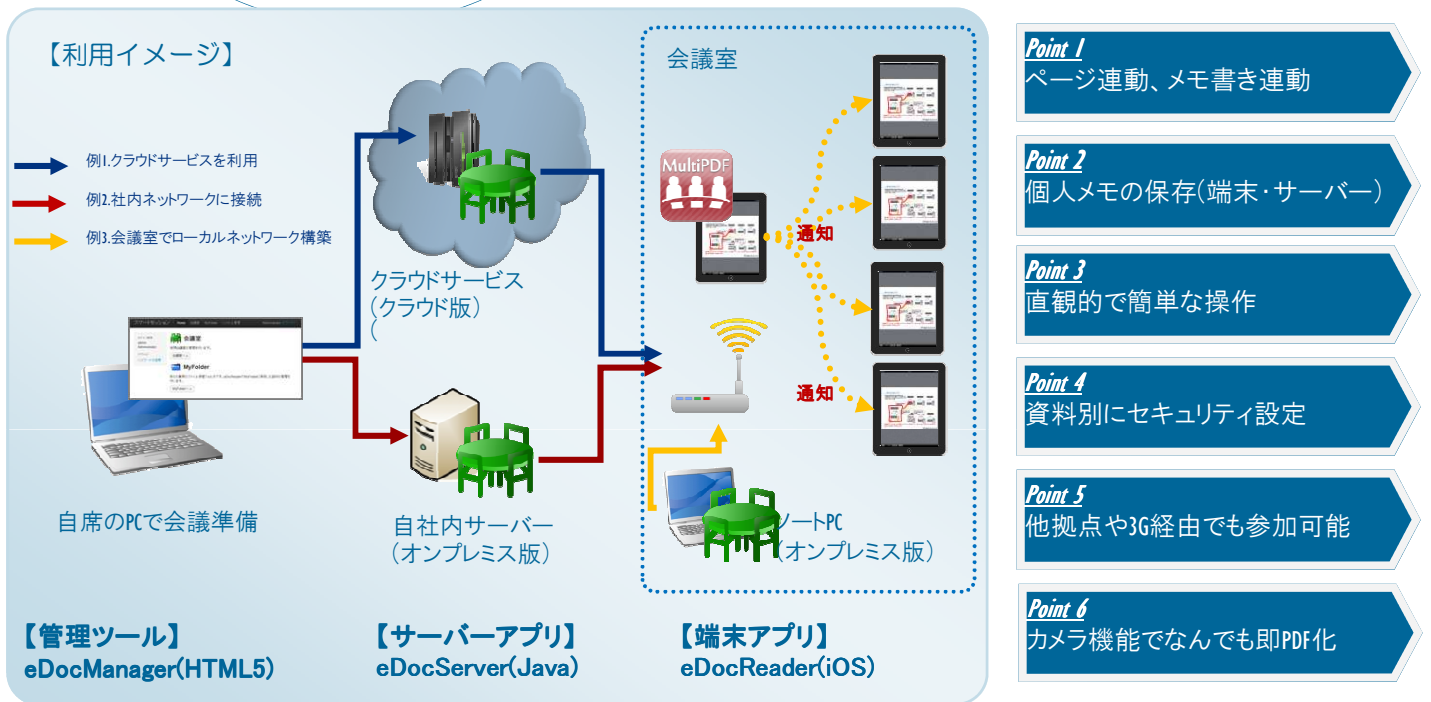 【利用イメージ】
例1.クラウドサービスを利用
例2.社内ネットワークに接続
例3.会議室でローカルネットワーク構築
クラウドサービス
(クラウド版)
(
会議室
MyFolder
自席のPCで会議準備
自社内サーバー
(オンプレミス版)
会議室
MultiPDF
通知
通知
ノートPC
(オンプレミス版)
【管理ツール】
eDocManager(HTML5)
【サーバーアプリ】
eDocServer(Java)
【端末アプリ】
eDocReader(iOS)
Point 1
ページ連動、メモ書き連動
Point 2
個人メモの保存(端末・サーバー)
Point 3
直観的で簡単な操作
Point 4
資料別にセキュリティ設定
Point 5
他拠点や3G経由でも参加可能
Point 6
カメラ機能でなんでも即PDF化